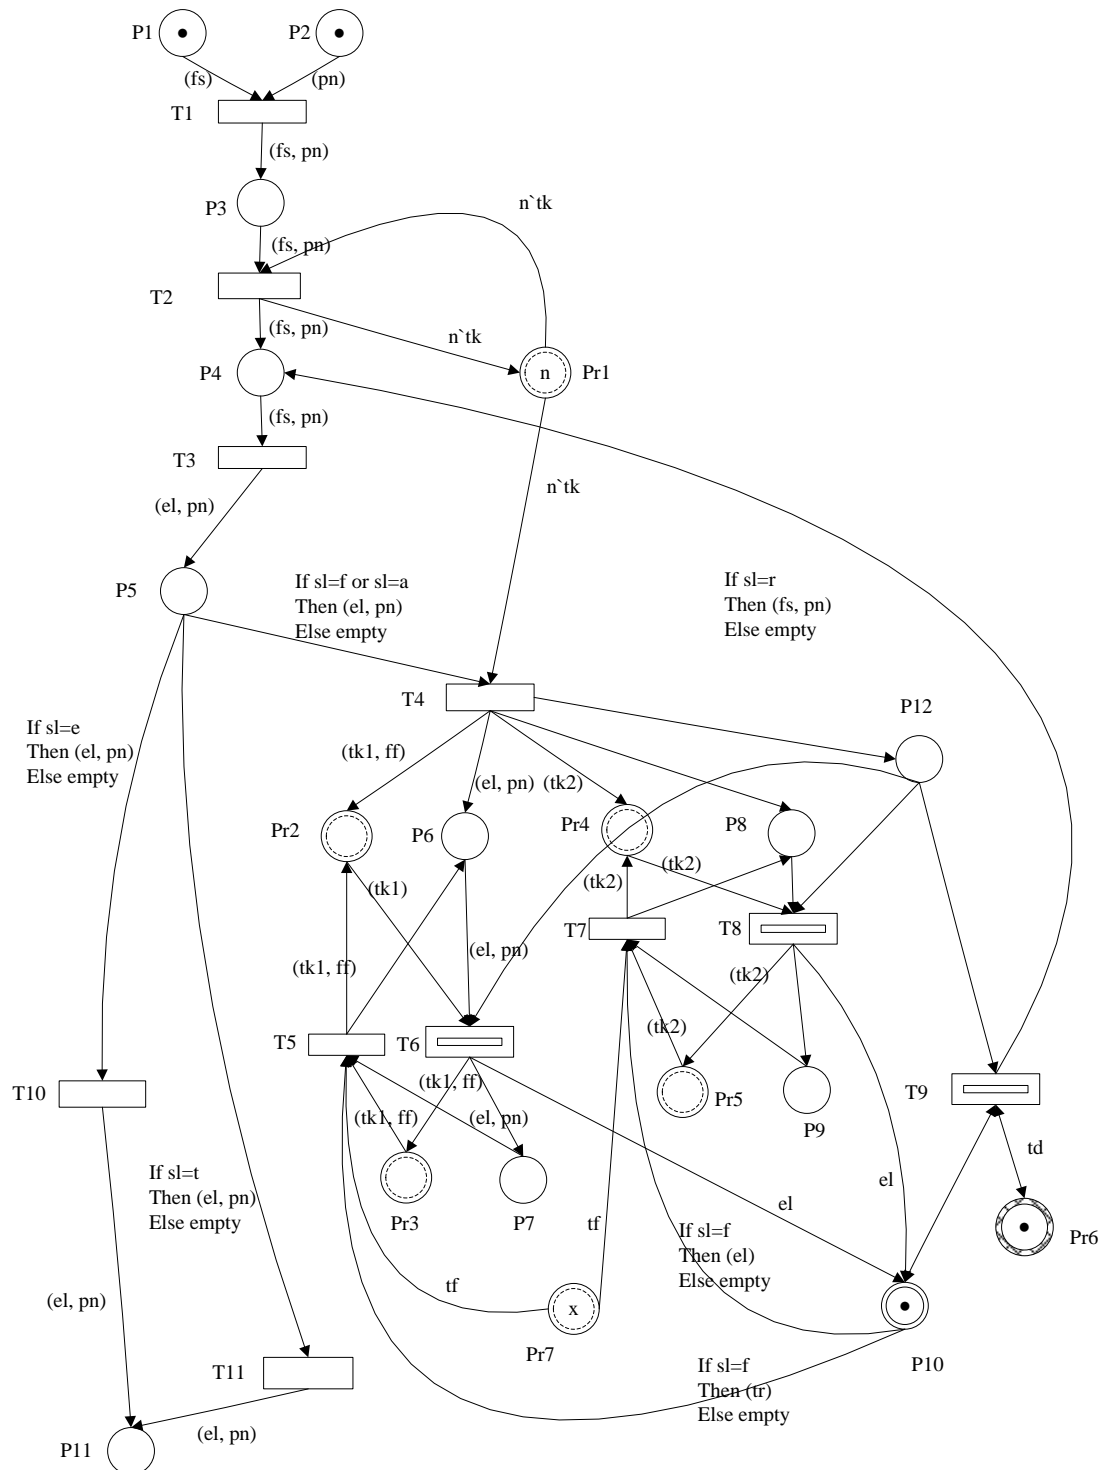 P1
P2
(fs)
(pn)
T1
(fs, pn)
P3
n`tk
(fs, pn)
T2
(fs, pn)
n`tk
P4
n
Pr1
(fs, pn)
T3
n`tk
(el, pn)
If sl=f or sl=a
Then (el, pn)
Else empty
If sl=r
Then (fs, pn)
Else empty
P5
T4
P12
If sl=e
Then (el, pn)
Else empty
(tk1, ff)
(el, pn)
(tk2)
Pr2
P6
Pr4
P8
(tk1)
(tk2)
(tk2)
T7
T8
(el, pn)
(tk1, ff)
(tk2)
T5
T6
(tk2)
(tk1, ff)
T10
Pr5
T9
(tk1, ff)
(el, pn)
P9
td
If sl=t
Then (el, pn)
Else empty
el
Pr3
P7
el
tf
If sl=f
Then (el)
Else empty
Pr6
tf
x
(el, pn)
Pr7
P10
T11
If sl=f
Then (tr)
Else empty
(el, pn)
P11